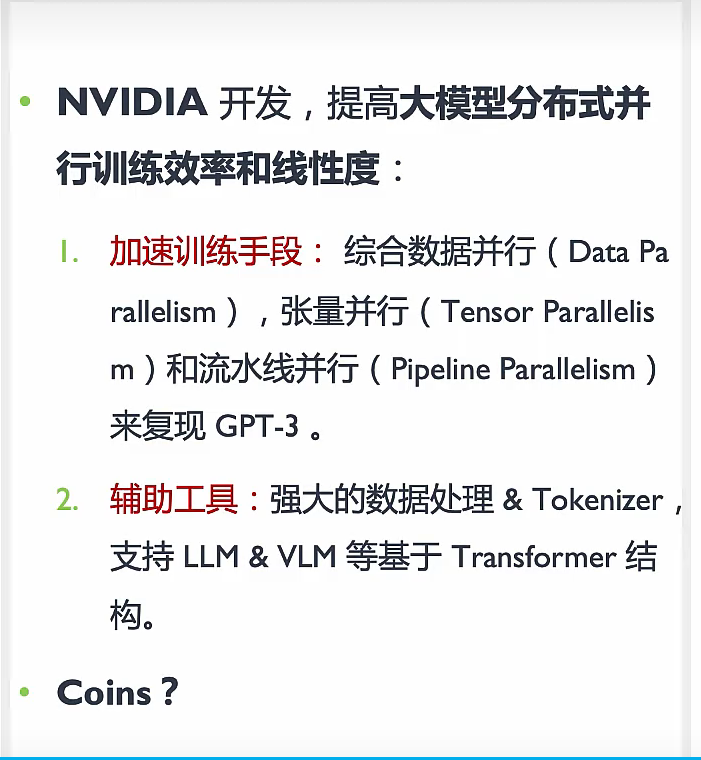 • NVIDIA 开发，提高大模型分布式并
行训练效率和线性度：
1. 加速训练手段： 综合数据并行（Data Pa
rallelism），张量并行（Tensor Parallelis
m）和流水线并行（Pipeline Parallelism）
来复现 GPT-3 。
2. 辅助工具：强大的数据处理 & Tokenizer，
支持 LLM & VLM 等基于 Transformer 结
构。
• Coins？